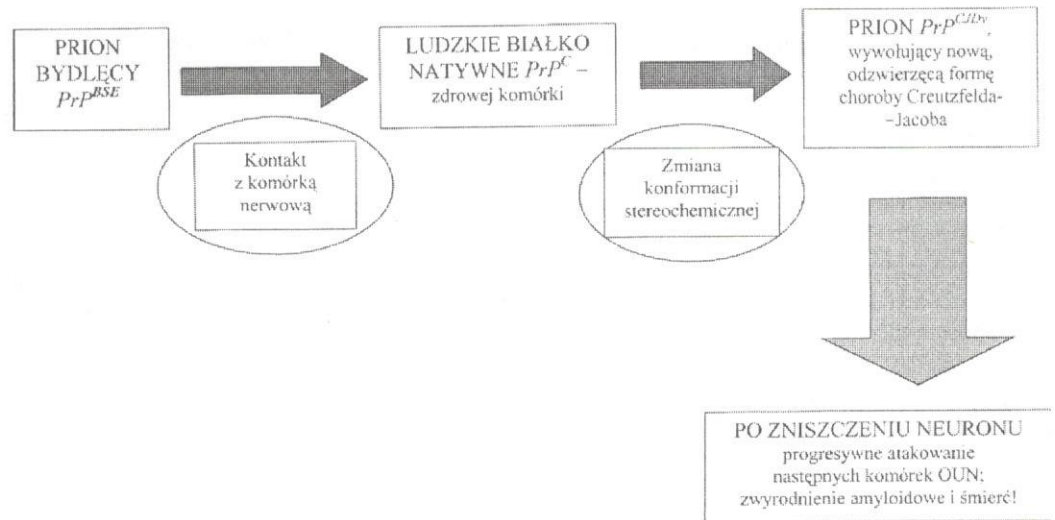 PRION
BYDLĘCY
PrP^BSE
LUDZKIE BIAŁKO
NATYWNE PrP^C –
zdrowej komórki
PRION PrP^CJDv,
wywołujący nową,
odzwierzęcą formę
choroby Creutzfelda-
–Jacoba
Kontakt
z komórką
nerwową
Zmiana
konformacji
stereochemicznej
PO ZNISZCZENIU NEURONU
progresywne atakowanie
następnych komórek OUN;
zwyrodnienie amyloidowe i śmierć!